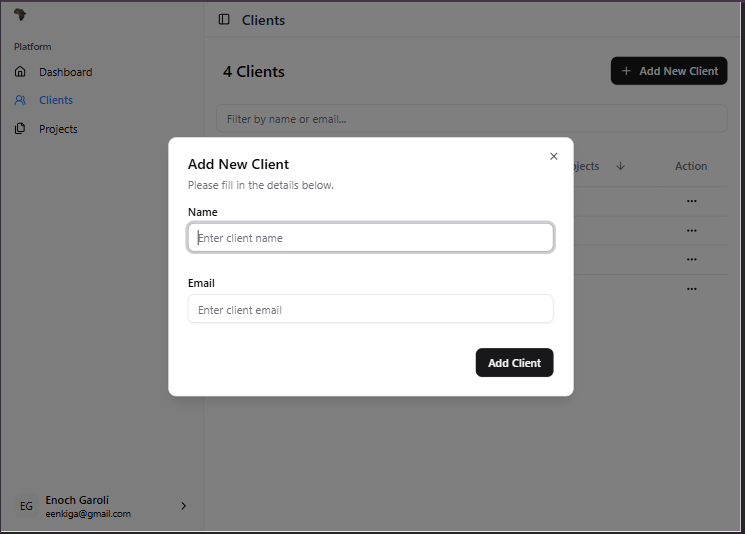 Clients
Platform
Dashboard
Clients
Projects
4 Clients
+ Add New Client
Filter by name or email...
Action
Add New Client
Please fill in the details below.
Name
Enter client name
Email
Enter client email
Add Client
EG
Enoch Garoli
eenkiga@gmail.com